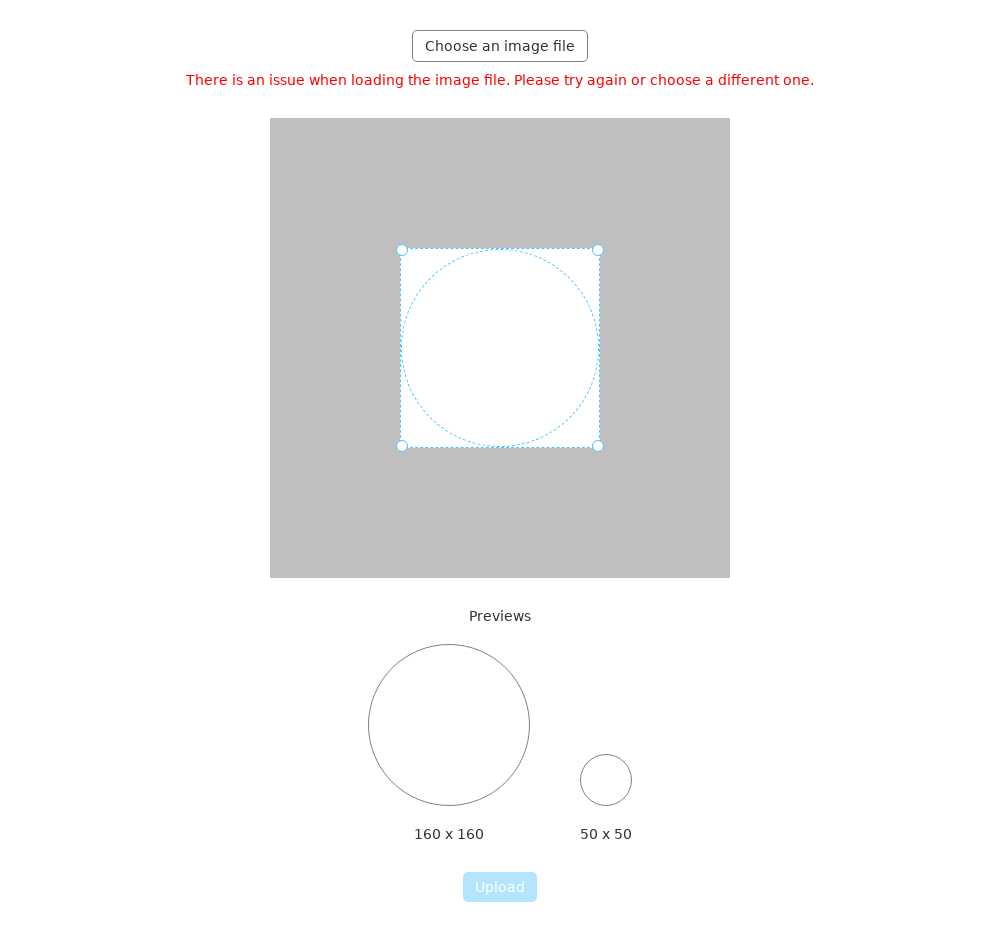 Choose an image file
There is an issue when loading the image file. Please try again or choose a different one.
Previews
160 x 160
50 x 50
Upload